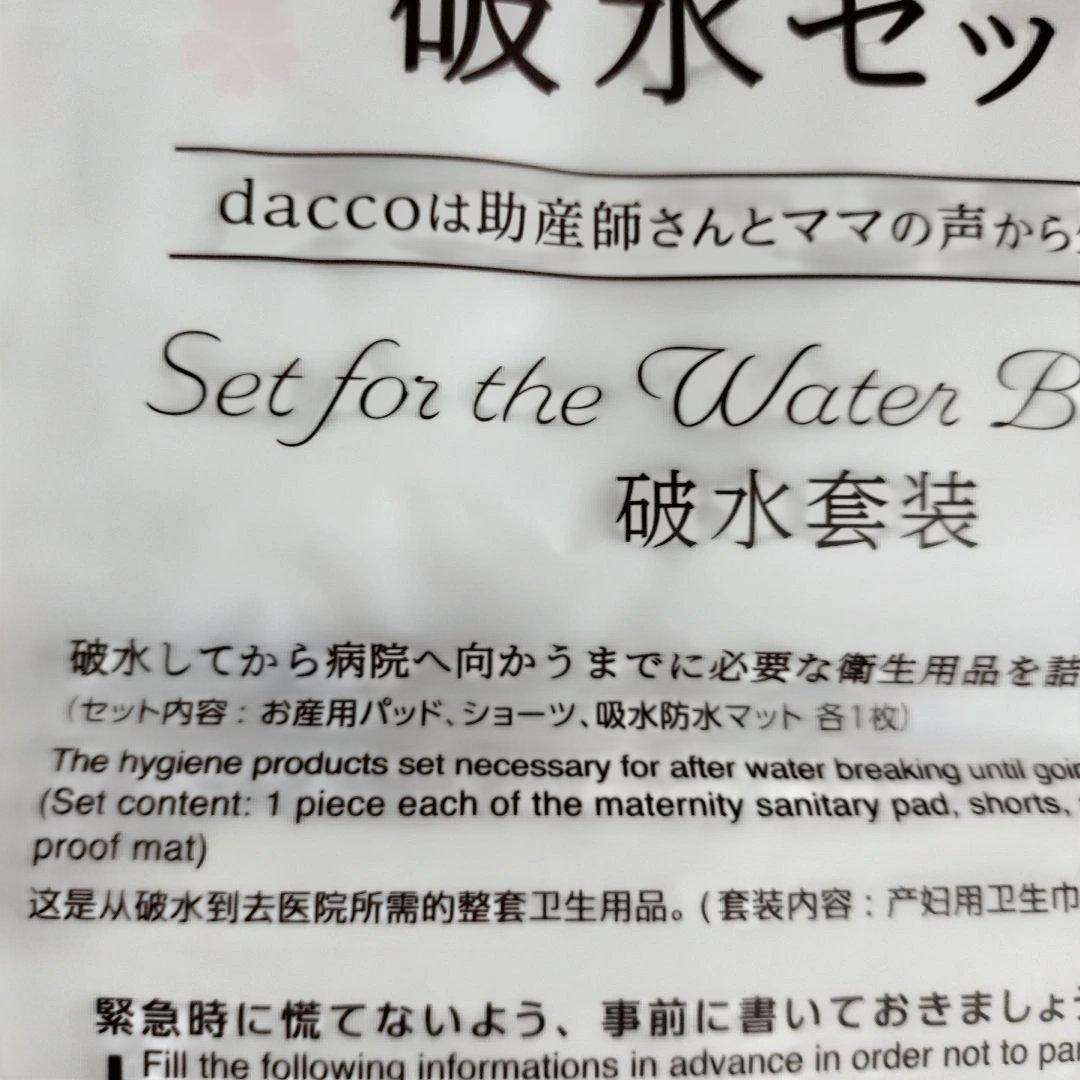 破水セッ
daccoは助産師さんとママの声から
Set for the Water B
破水套装
破水してから病院へ向かうまでに必要な衛生用品を詰
(セット内容：お産用パッド、ショーツ、吸水防水マット 各1枚)
The hygiene products set necessary for after water breaking until goin
(Set content: 1 piece each of the maternity sanitary pad, shorts,
proof mat)
这是从破水到去医院所需的整套卫生用品。(套装内容：产妇用卫生巾
緊急時に慌てないよう、事前に書いておきましょう
Fill the following informations in advance in order not to pa